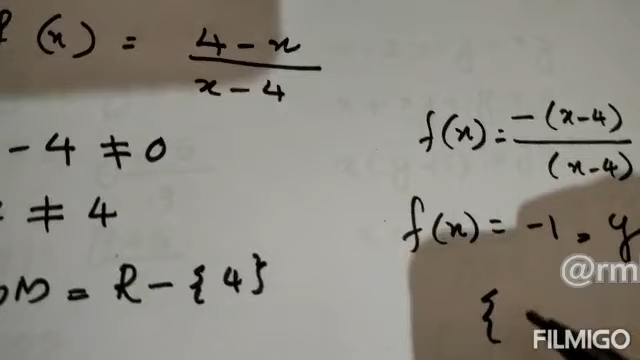 f(x) = 4-x / x-4
- 4 ≠ 0
≠ 4
= R - {4}
f(x) = -(x-4) / (x-4)
f(x) = -1 = y
@rm
{
FILMIGO